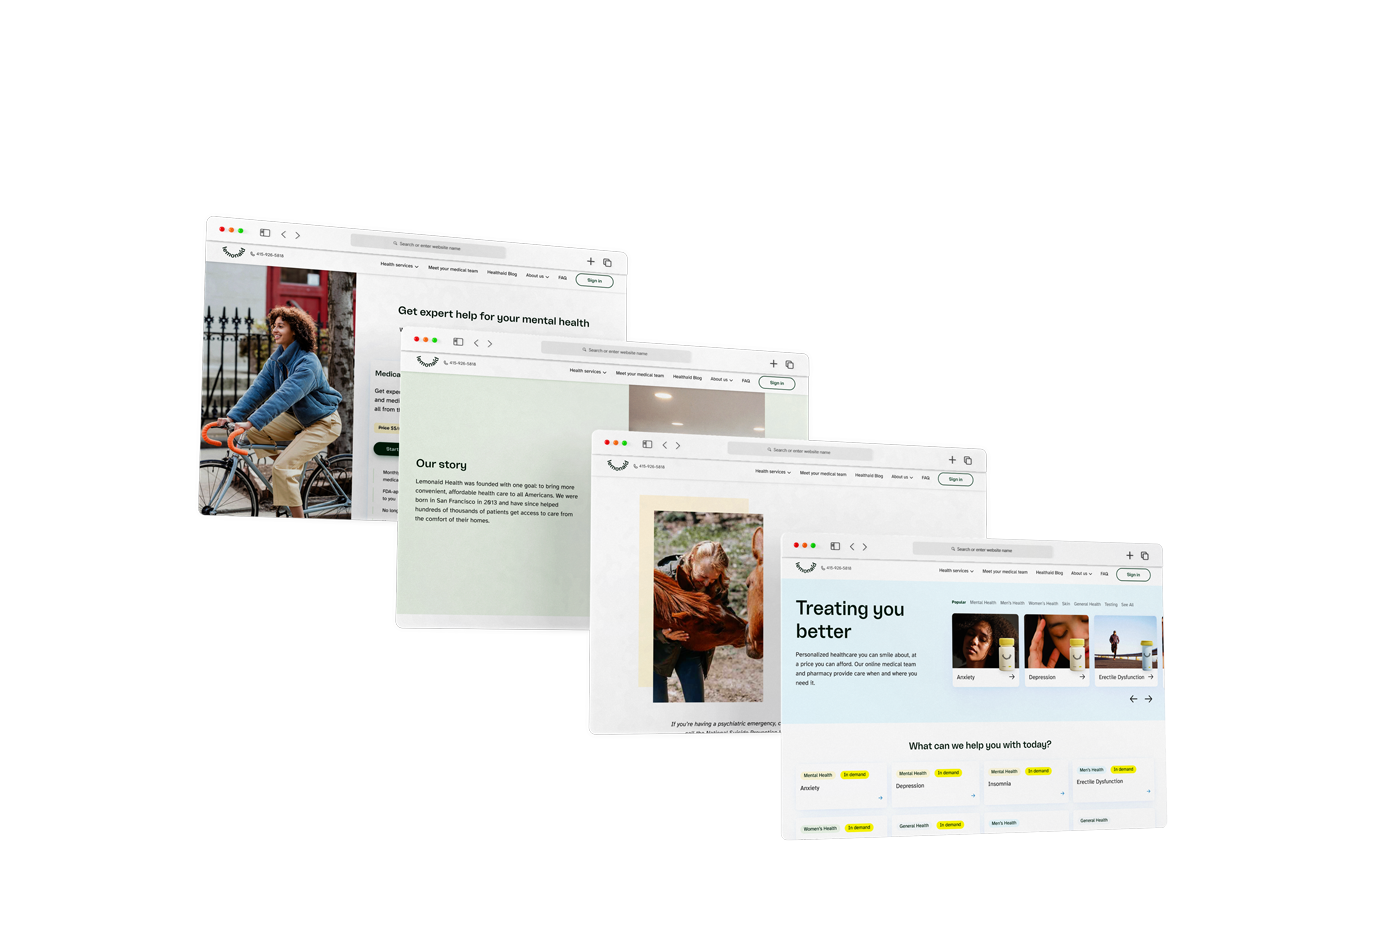 Search or enter website name
lemonaid
415-926-5818
Health services
Meet your medical team
Healthaid Blog
About us
FAQ
Sign in
Get expert help for your mental health
Get
and
all from
Start
to you
Search or enter website name
lemonaid
415-926-5818
Health services
Meet your medical team
Healthaid Blog
About us
FAQ
Sign in
Our story
Lemonaid Health was founded with one goal: to bring more
convenient, affordable health care to all Americans. We were
born in San Francisco in 2013 and have since helped
hundreds of thousands of patients get access to care from
the comfort of their homes.
Search or enter website name
lemonaid
415-926-5818
Health services
Meet your medical team
Healthaid Blog
About us
FAQ
Sign in
If you're having a psychiatric emergency,
call the National Suicide Prevention
Search or enter website name
lemonaid
415-926-5818
Health services
Meet your medical team
Healthaid Blog
About us
FAQ
Sign in
Treating you
better
Personalized healthcare you can smile about, at
a price you can afford. Our online medical team
and pharmacy provide care when and where you
need it.
Popular Mental Health Men's Health Women's Health Skin General Health Testing See All
Anxiety
Depression
Erectile Dysfunction
What can we help you with today?
Mental Health In demand
Anxiety
Mental Health In demand
Depression
Mental Health In demand
Insomnia
Men's Health In demand
Erectile Dysfunction
Women's Health In demand
General Health In demand
Men's Health
General Health